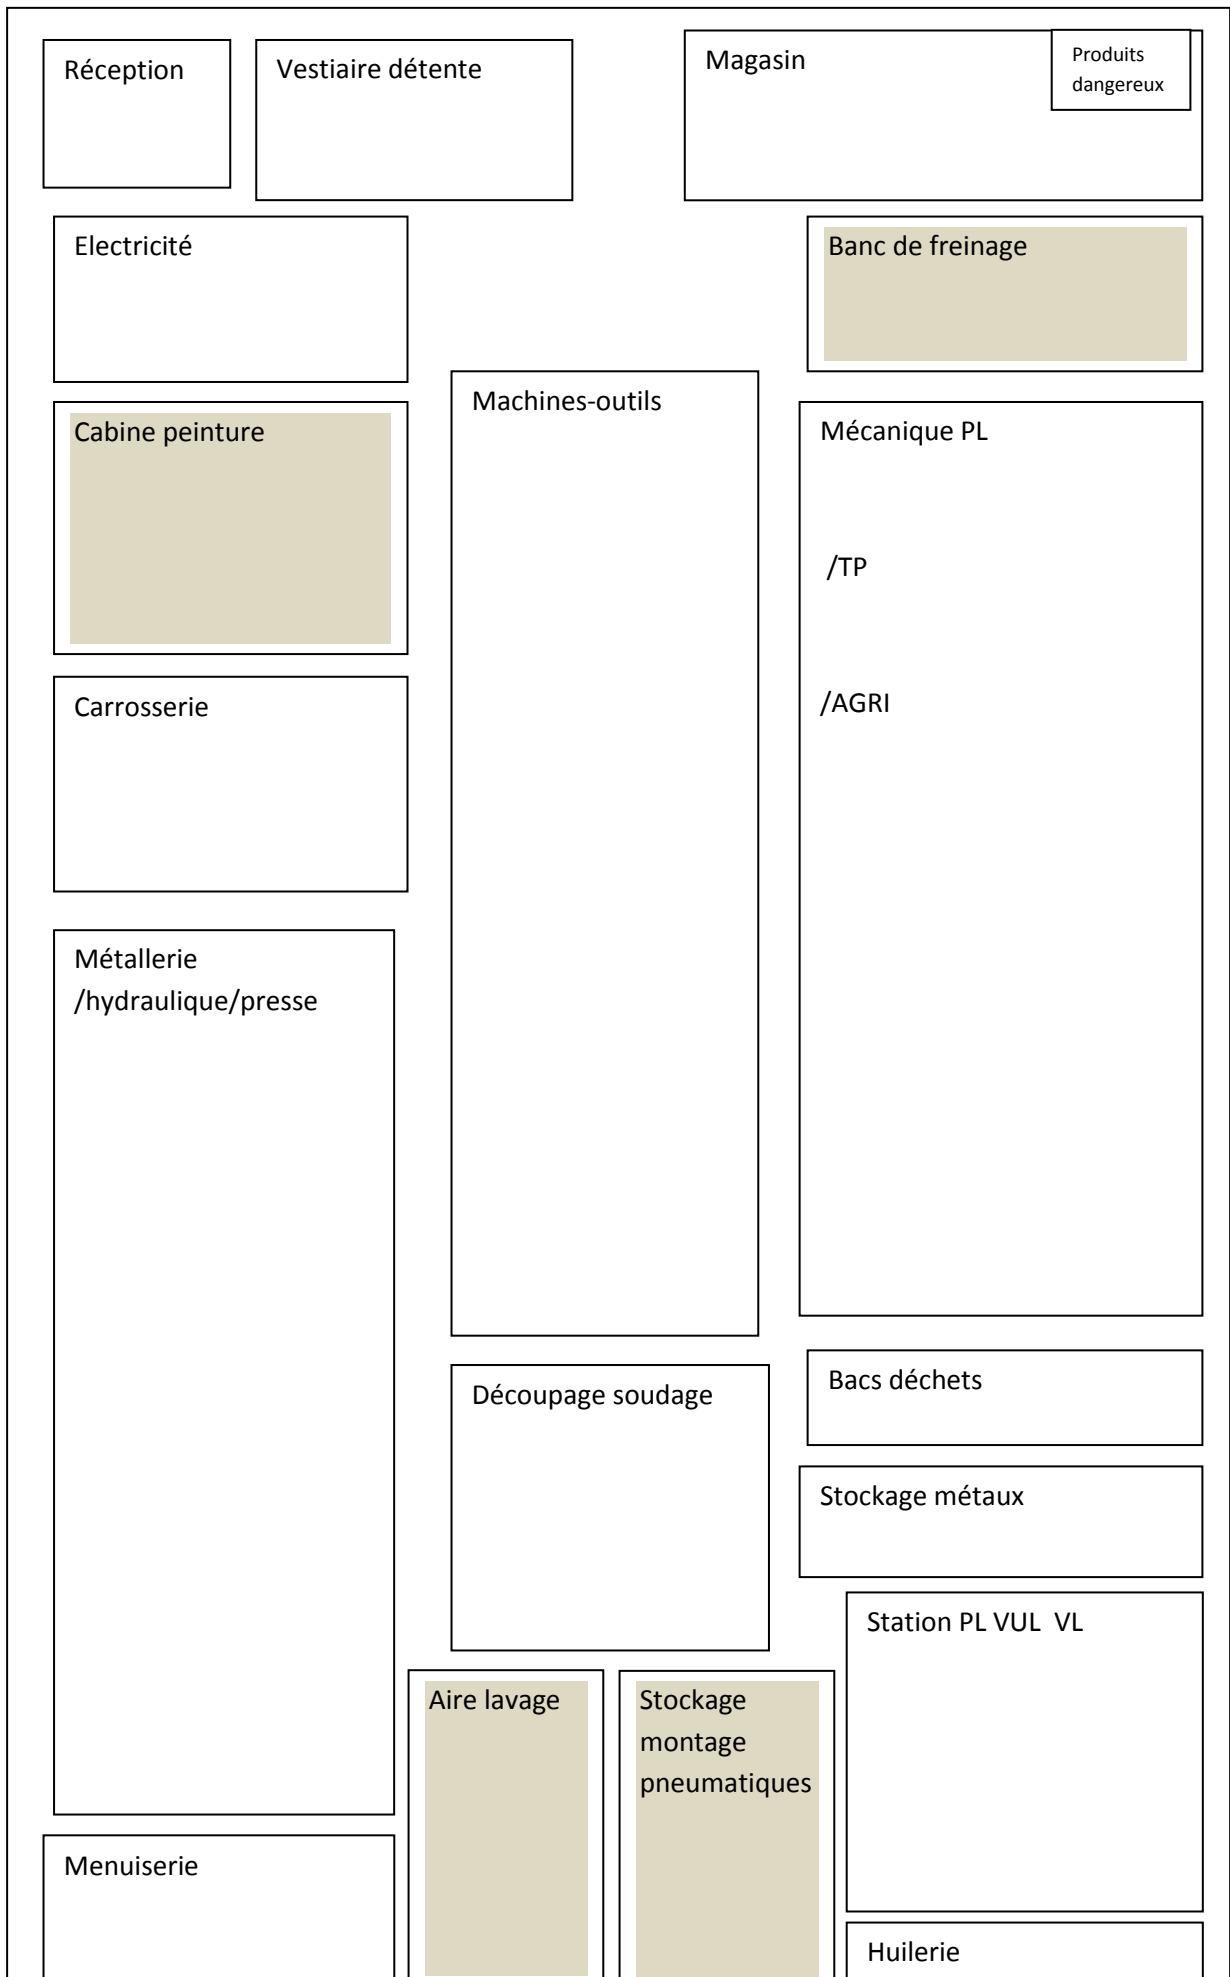 Réception
Vestiaire détente
Magasin
Produits
dangereux
Electricité
Banc de freinage
Machines-outils
Cabine peinture
Mécanique PL
/TP
/AGRI
Carrosserie
Métallerie
/hydraulique/presse
Découpage soudage
Bacs déchets
Stockage métaux
Station PL VUL  VL
Aire lavage
Stockage
montage
pneumatiques
Menuiserie
Huilerie